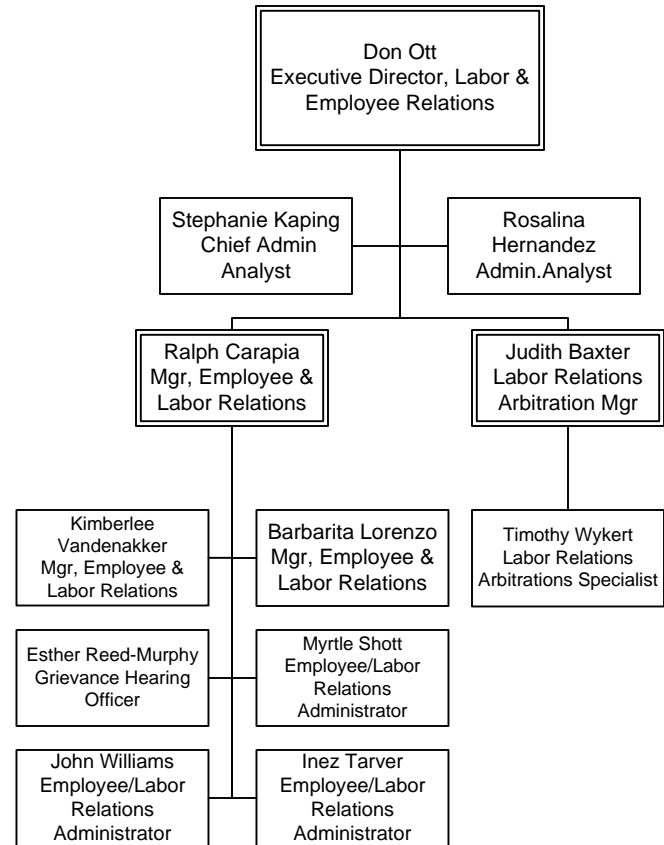 Don Ott
Executive Director, Labor &
Employee Relations
Stephanie Kaping
Chief Admin
Analyst
Rosalina
Hernandez
Admin.Analyst
Ralph Carapia
Mgr, Employee &
Labor Relations
Judith Baxter
Labor Relations
Arbitration Mgr
Kimberlee
Vandenakker
Mgr, Employee &
Labor Relations
Barbarita Lorenzo
Mgr, Employee &
Labor Relations
Timothy Wykert
Labor Relations
Arbitrations Specialist
Esther Reed-Murphy
Grievance Hearing
Officer
Myrtle Shott
Employee/Labor
Relations
Administrator
John Williams
Employee/Labor
Relations
Administrator
Inez Tarver
Employee/Labor
Relations
Administrator